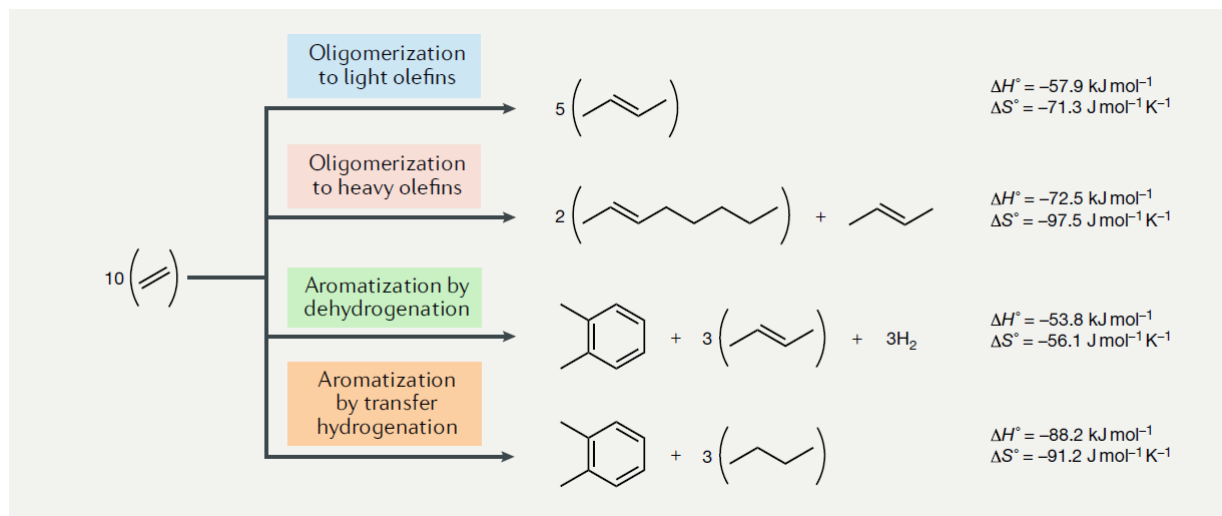 Oligomerization
to light olefins
5
ΔH° = –57.9 kJ mol–1
ΔS° = –71.3 J mol–1 K–1
Oligomerization
to heavy olefins
2
+
ΔH° = –72.5 kJ mol–1
ΔS° = –97.5 J mol–1 K–1
10
Aromatization by
dehydrogenation
+ 3
+ 3H2
ΔH° = –53.8 kJ mol–1
ΔS° = –56.1 J mol–1 K–1
Aromatization
by transfer
hydrogenation
+ 3
ΔH° = –88.2 kJ mol–1
ΔS° = –91.2 J mol–1 K–1